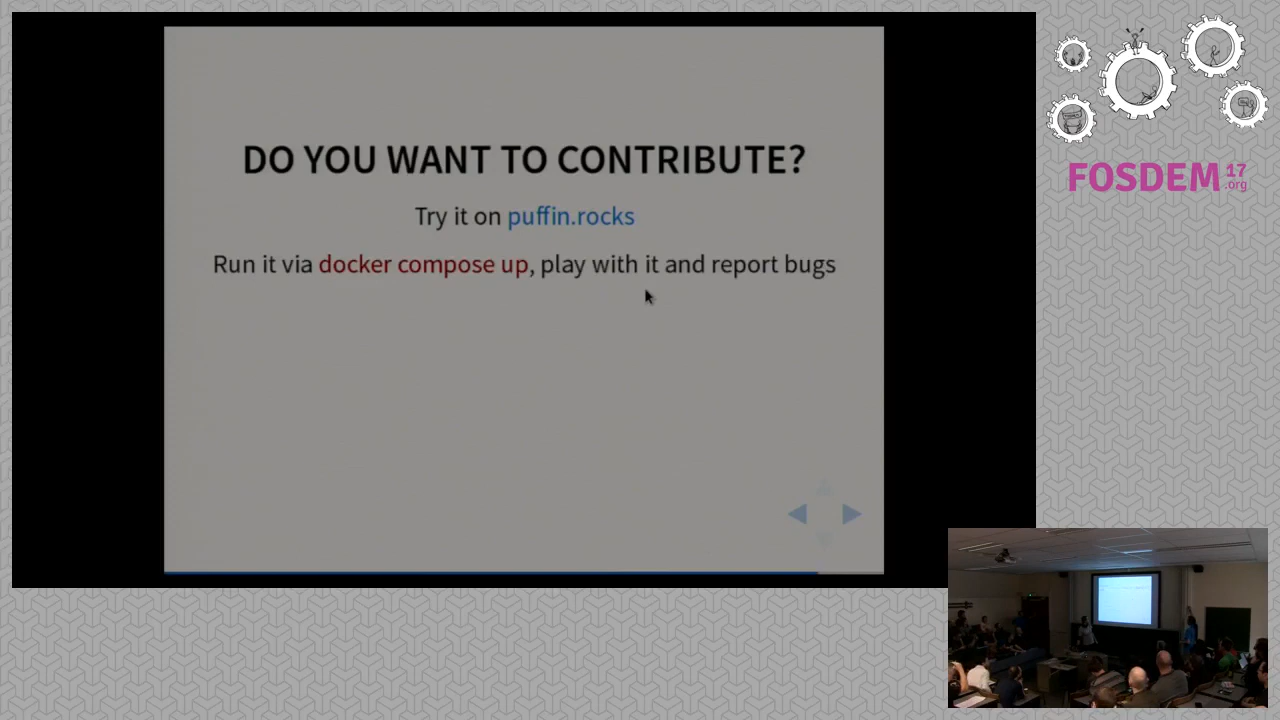 DO YOU WANT TO CONTRIBUTE?
Try it on puffin.rocks
Run it via docker compose up, play with it and report bugs
FOSDEM 17
.org